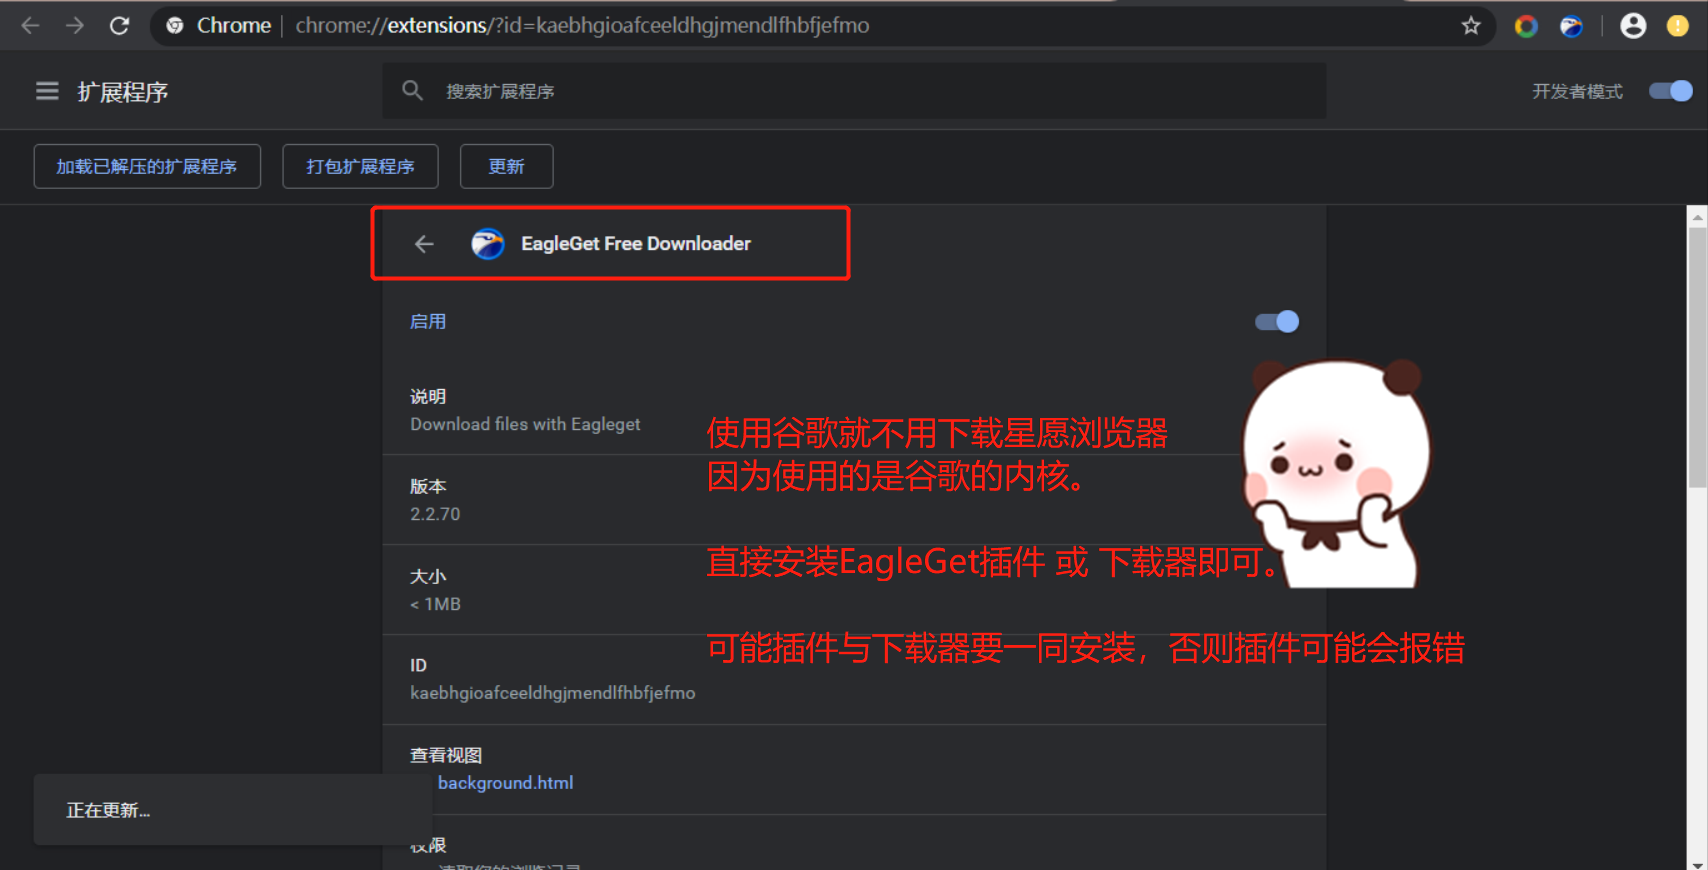 Chrome
chrome://extensions/?id=kaebhgioafceeldhgjmendlfhbfjefmo
扩展程序
搜索扩展程序
开发者模式
加载已解压的扩展程序
打包扩展程序
更新
EagleGet Free Downloader
启用
说明
Download files with Eagleget
使用谷歌就不用下载星愿浏览器
因为使用的是谷歌的内核。
版本
2.2.70
直接安装EagleGet插件 或 下载器即可。
大小
< 1MB
可能插件与下载器要一同安装，否则插件可能会报错
ID
kaebhgioafceeldhgjmendlfhbfjefmo
查看视图
background.html
正在更新...
权限